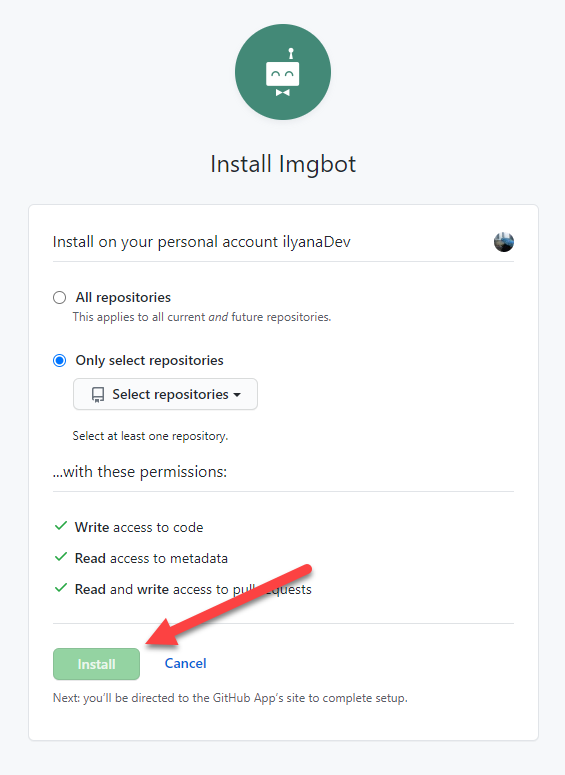 Install Imgbot
Install on your personal account ilyanaDev
All repositories
This applies to all current and future repositories.
Only select repositories
Select repositories
Select at least one repository.
...with these permissions:
Write access to code
Read access to metadata
Read and write access to pull requests
Install Cancel
Next: you'll be directed to the GitHub App's site to complete setup.